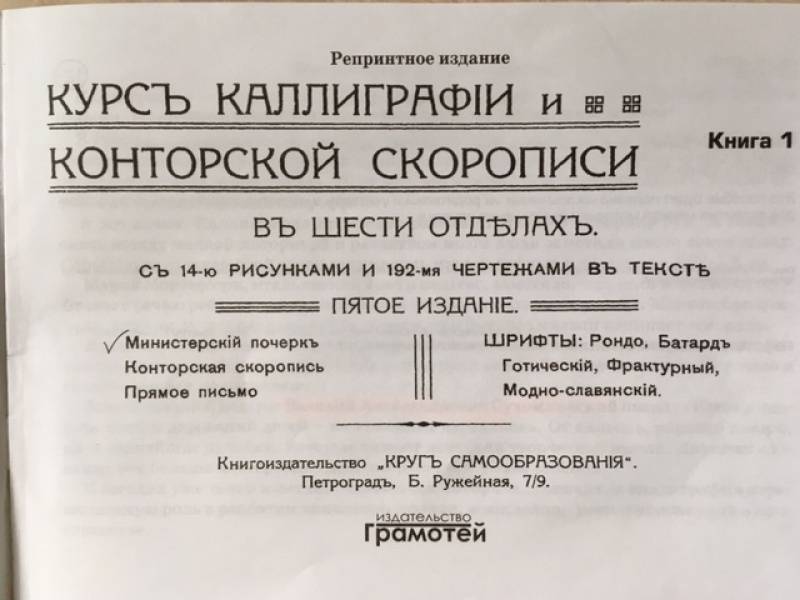 Репринтное издание
КУРСЪ КАЛЛИГРАФІИ и
Книга 1
КОНТОРСКОЙ СКОРОПИСИ
ВЪ ШЕСТИ ОТДѢЛАХЪ.
СЪ 14-ю РИСУНКАМИ И 192-мя ЧЕРТЕЖАМИ ВЪ ТЕКСТѢ
ПЯТОЕ ИЗДАНІЕ.
Министерскій почеркъ
Конторская скоропись
Прямое письмо
ШРИФТЫ: Рондо, Батардъ
Готическій, Фрактурный,
Модно-славянскій.
Книгоиздательство „КРУГЪ САМООБРАЗОВАНІЯ“.
Петроградъ, Б. Ружейная, 7/9.
издательство
Грамотей